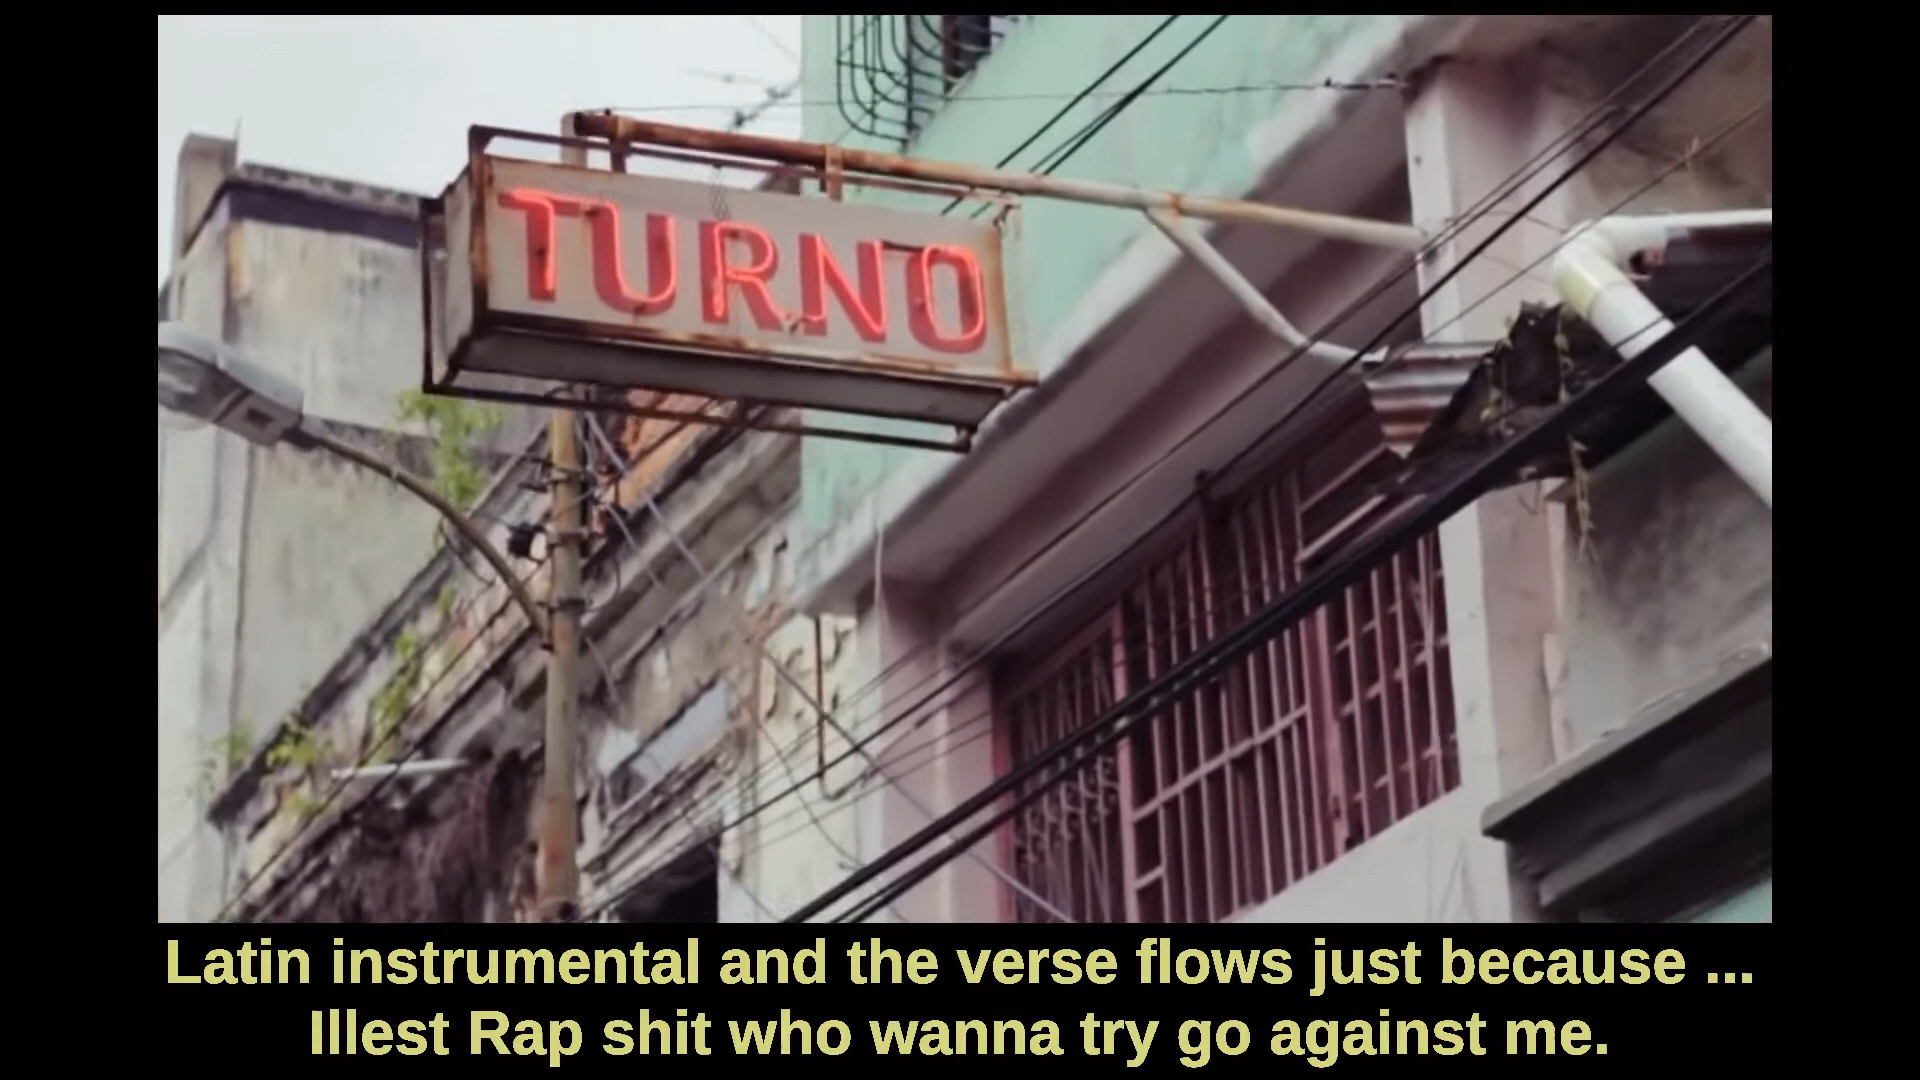 TURNO
Latin instrumental and the verse flows just because ...
Illest Rap shit who wanna try go against me.